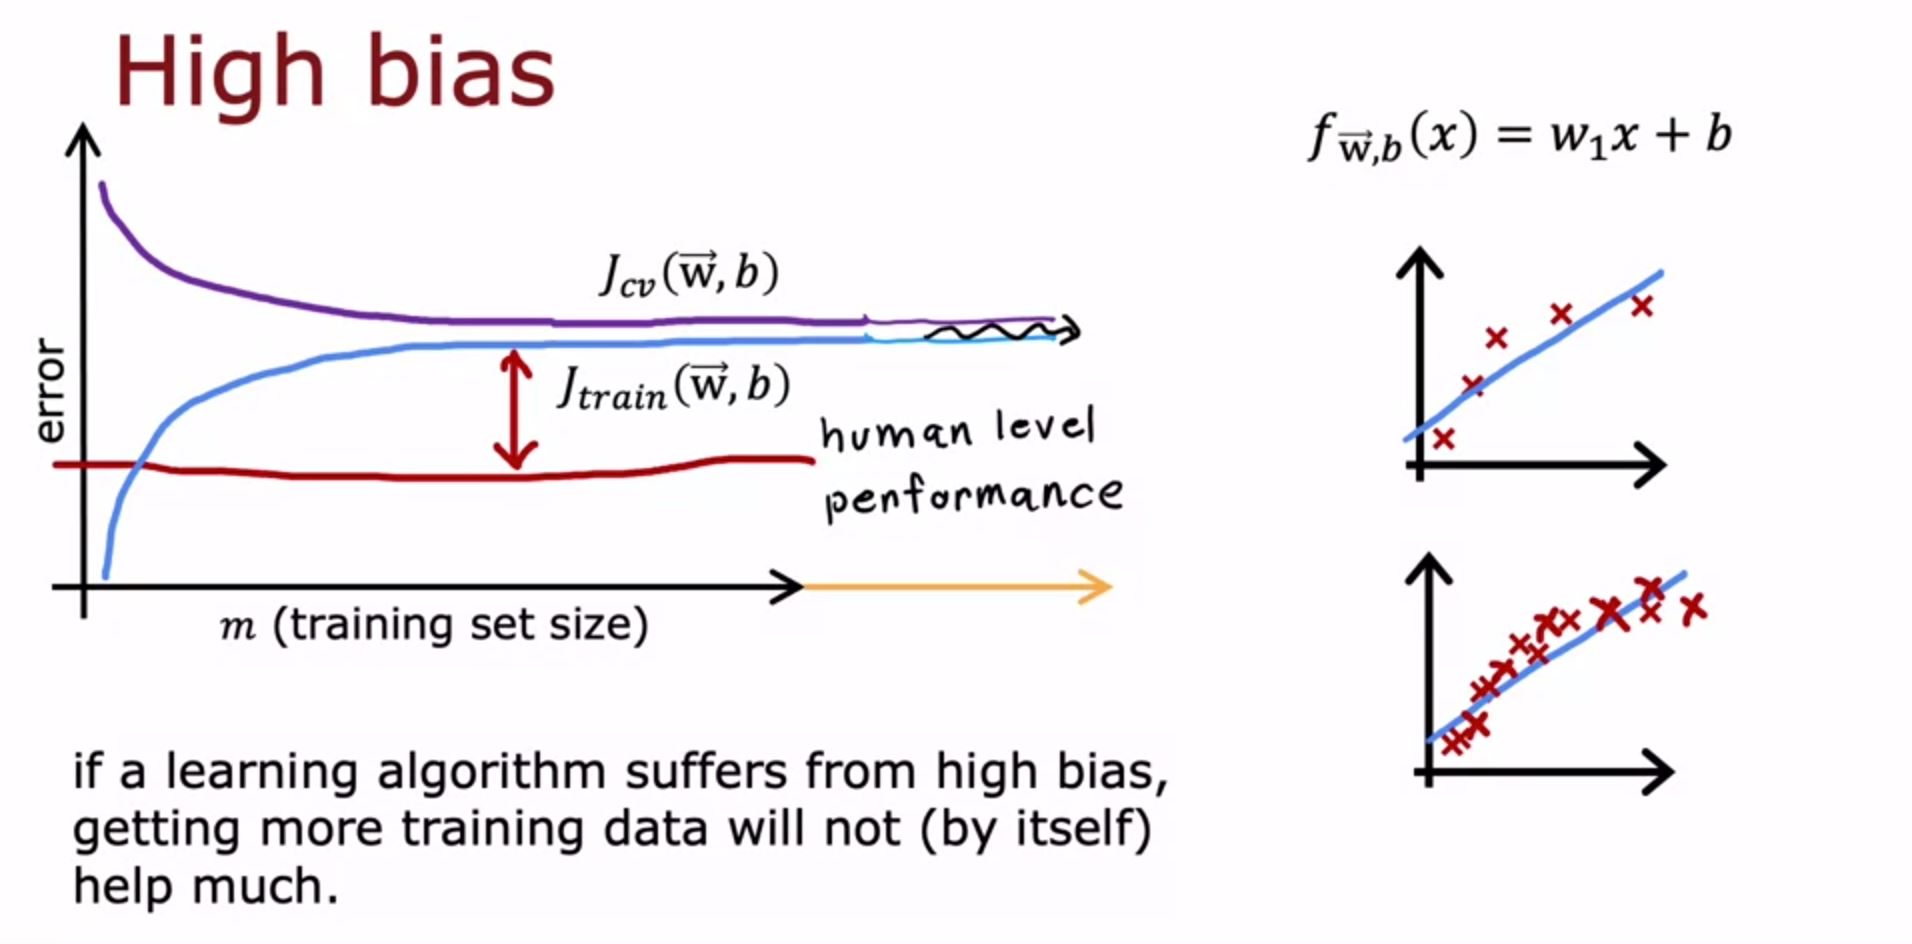 High bias
f_{\vec{w},b}(x) = w_1x + b
J_{cv}(\vec{w}, b)
J_{train}(\vec{w}, b)
human level
performance
error
m (training set size)
if a learning algorithm suffers from high bias,
getting more training data will not (by itself)
help much.